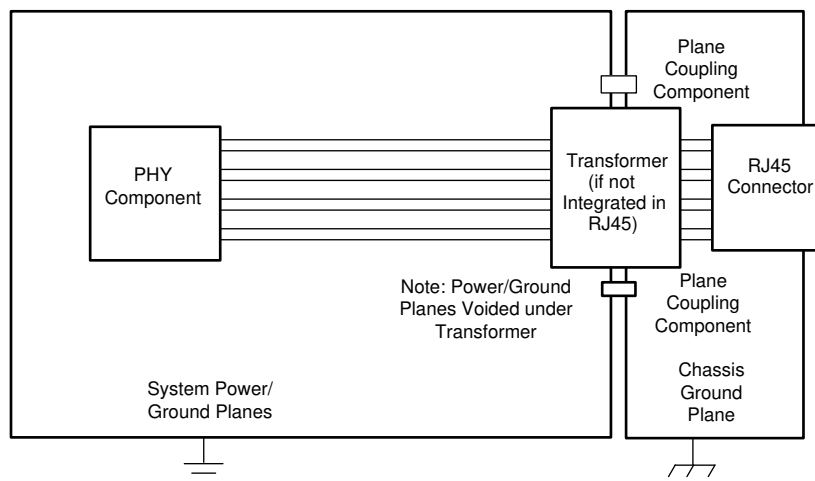 Plane
Coupling
Component
PHY
Component
Transformer
(if not
Integrated in
RJ45)
RJ45
Connector
Note: Power/Ground
Planes Voided under
Transformer
Plane
Coupling
Component
System Power/
Ground Planes
Chassis
Ground
Plane